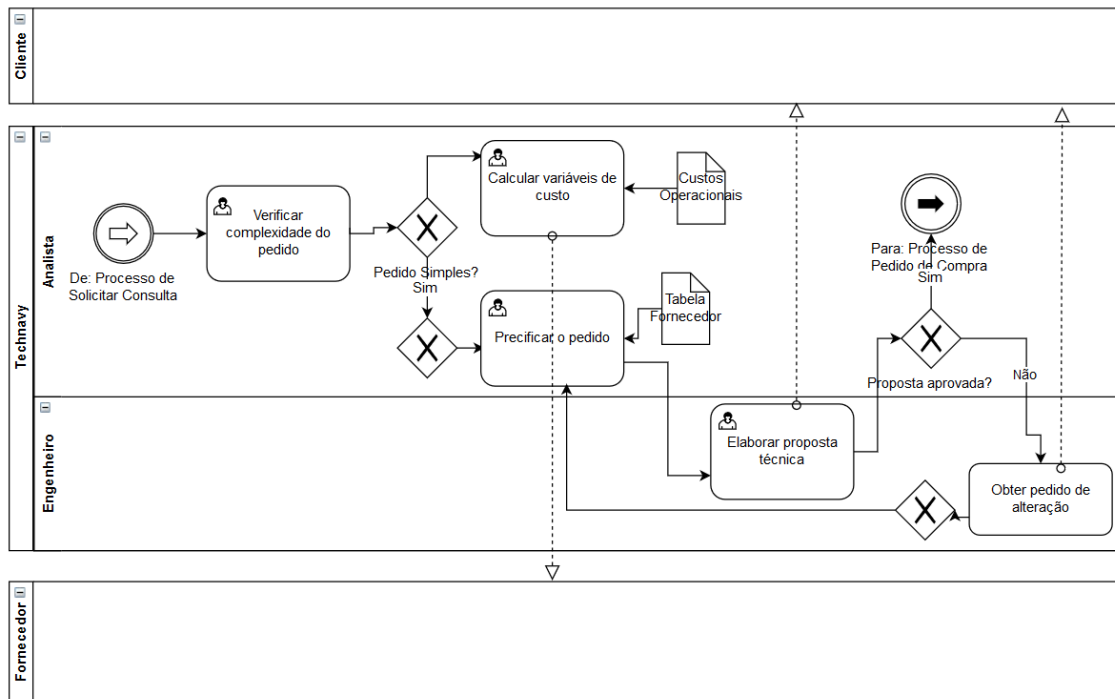 Cliente
Technavy
Analista
De: Processo de
Solicitar Consulta
Verificar
complexidade do
pedido
Pedido Simples?
Sim
Calcular variáveis de
custo
Custos
Operacionais
Precificar o pedido
Tabela
Fornecedor
Para: Processo de
Pedido de Compra
Sim
Proposta aprovada?
Não
Engenheiro
Elaborar proposta
técnica
Obter pedido de
alteração
Fornecedor